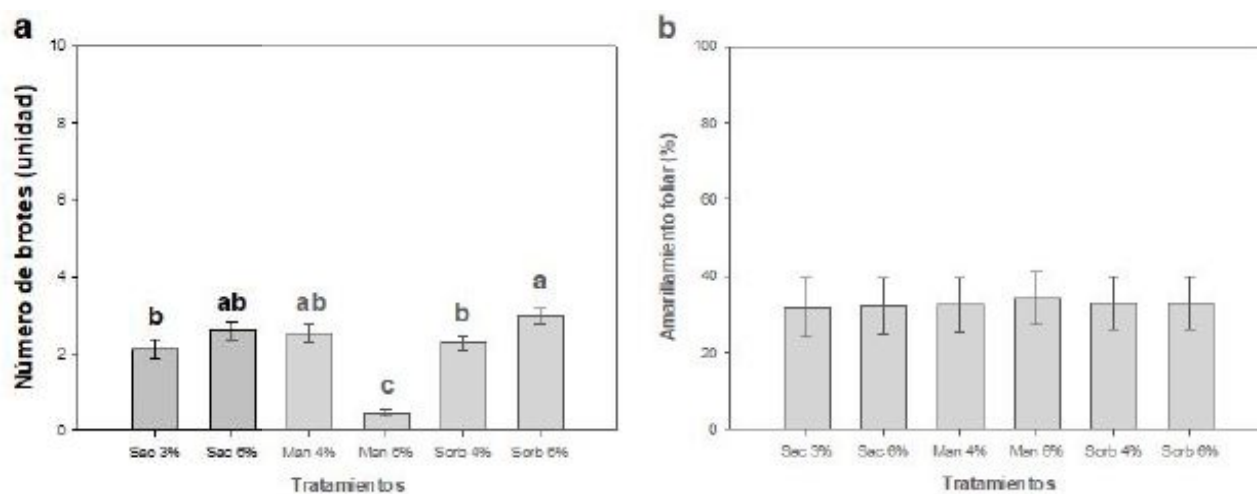 a
Número de brotes (unidad)
10
8
6
4
2
0
b
ab
ab
c
b
a
Sac 3%
Sac 6%
Man 4%
Man 6%
Sorb 4%
Sorb 6%
Tratamientos
b
Amarillamiento foliar (%)
100
80
60
40
20
0
Sac 3%
Sac 6%
Man 4%
Man 6%
Sorb 4%
Sorb 6%
Tratamientos